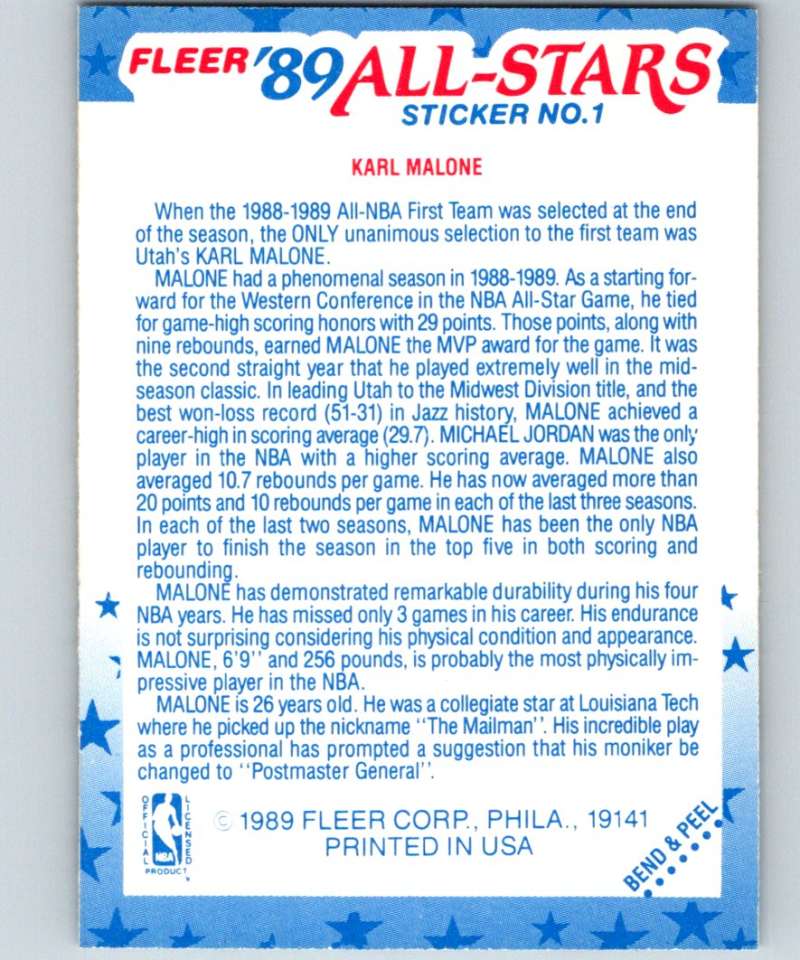 FLEER '89 ALL-STARS
STICKER NO.1
KARL MALONE
When the 1988-1989 All-NBA First Team was selected at the end
of the season, the ONLY unanimous selection to the first team was
Utah's KARL MALONE.
MALONE had a phenomenal season in 1988-1989. As a starting for-
ward for the Western Conference in the NBA All-Star Game, he tied
for game-high scoring honors with 29 points. Those points, along with
nine rebounds, earned MALONE the MVP award for the game. It was
the second straight year that he played extremely well in the mid-
season classic. In leading Utah to the Midwest Division title, and the
best won-loss record (51-31) in Jazz history, MALONE achieved a
career-high in scoring average (29.7). MICHAEL JORDAN was the only
player in the NBA with a higher scoring average. MALONE also
averaged 10.7 rebounds per game. He has now averaged more than
20 points and 10 rebounds per game in each of the last three seasons.
In each of the last two seasons, MALONE has been the only NBA
player to finish the season in the top five in both scoring and
rebounding.
MALONE has demonstrated remarkable durability during his four
NBA years. He has missed only 3 games in his career. His endurance
is not surprising considering his physical condition and appearance.
MALONE, 6'9'' and 256 pounds, is probably the most physically im-
pressive player in the NBA.
MALONE is 26 years old. He was a collegiate star at Louisiana Tech
where he picked up the nickname ''The Mailman''. His incredible play
as a professional has prompted a suggestion that his moniker be
changed to ''Postmaster General''.
OFFICIAL LICENSED
NBA
PRODUCT
© 1989 FLEER CORP., PHILA., 19141
PRINTED IN USA
BEND & PEEL